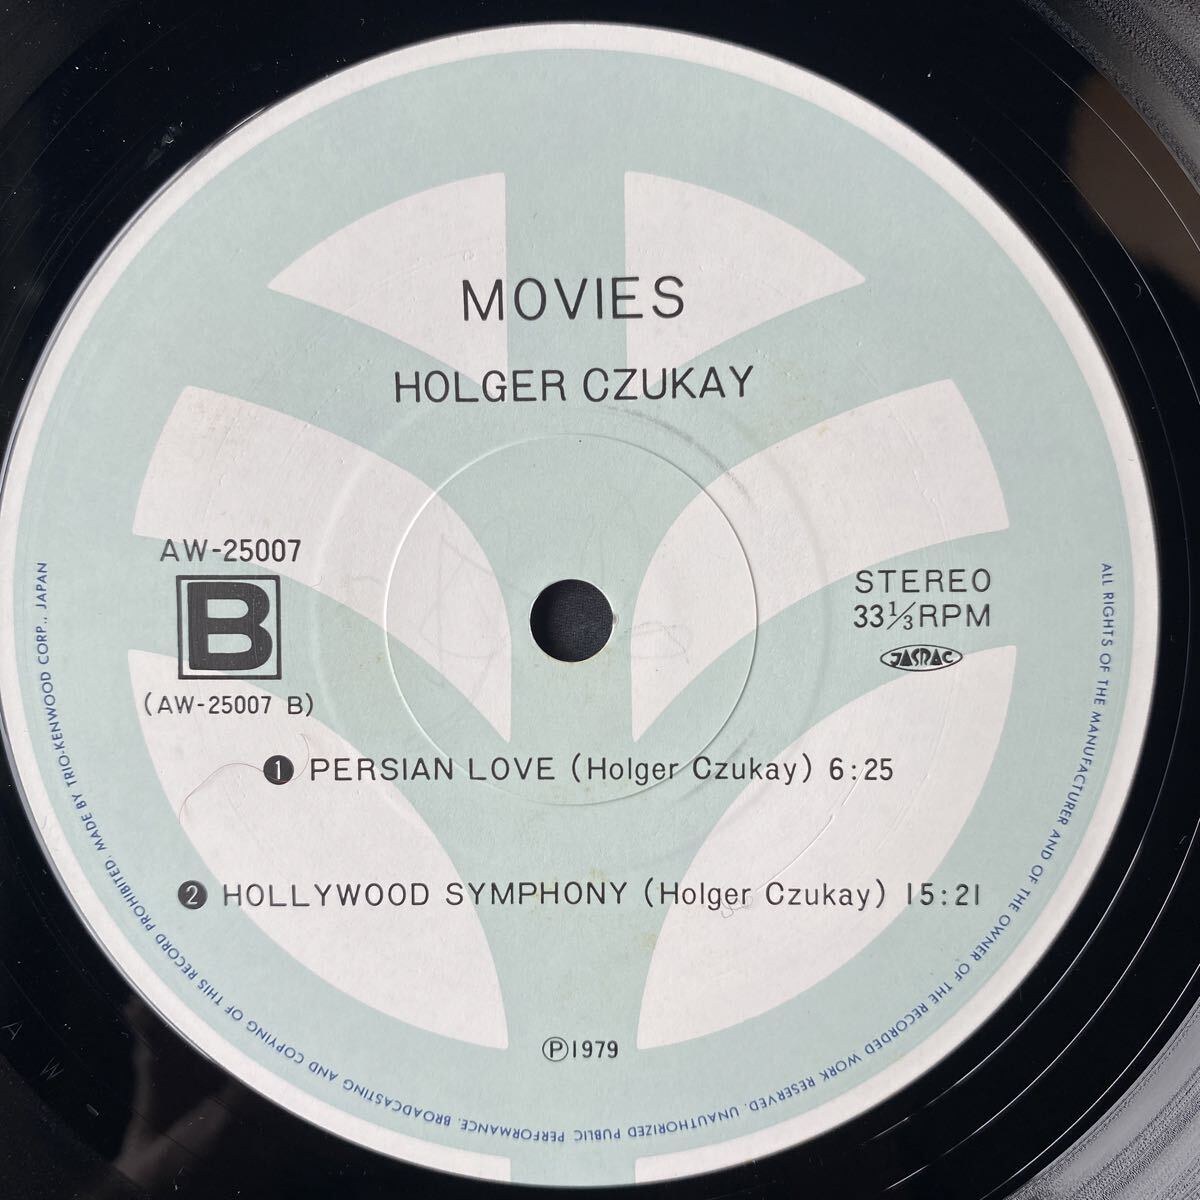 MOVIES
HOLGER CZUKAY
AW-25007
B
(AW-25007 B)
STEREO
33⅓RPM
JASRAC
❶ PERSIAN LOVE (Holger Czukay) 6:25
❷ HOLLYWOOD SYMPHONY (Holger Czukay) 15:21
Ⓟ1979
ALL RIGHTS OF THE MANUFACTURER AND OF THE OWNER OF THE RECORDED WORK RESERVED. UNAUTHORIZED PUBLIC PERFORMANCE. BROADCASTING AND COPYING OF THIS RECORD PROHIBITED. MADE BY TRIO-KENWOOD CORP., JAPAN
A W